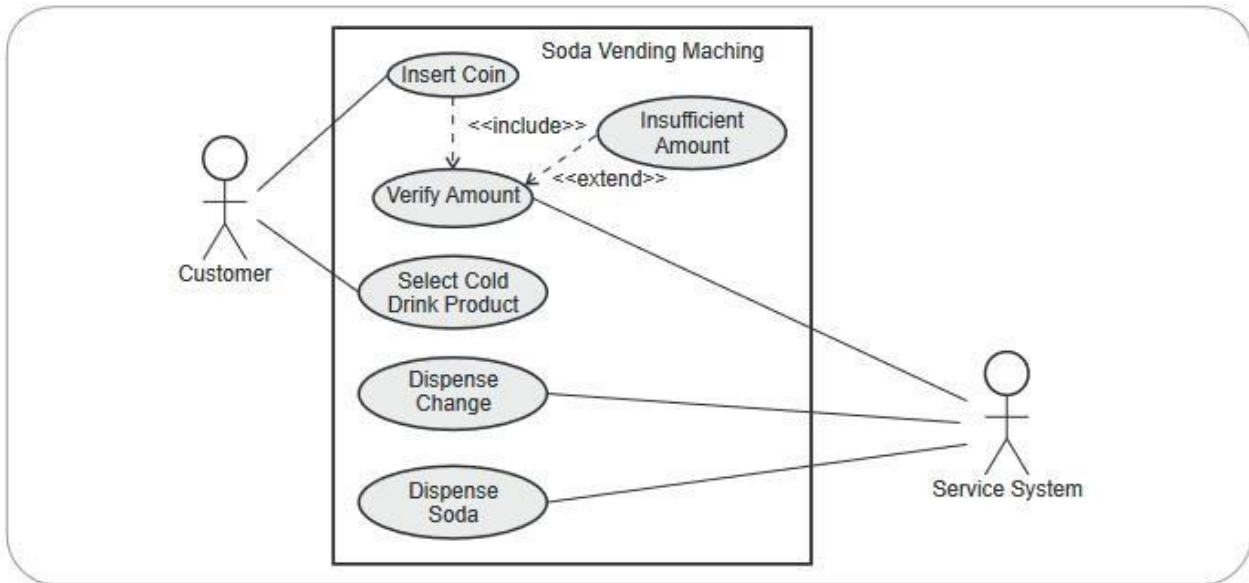 Soda Vending Maching
Insert Coin
<<include>>
Insufficient
Amount
<<extend>>
Verify Amount
Customer
Select Cold
Drink Product
Dispense
Change
Dispense
Soda
Service System